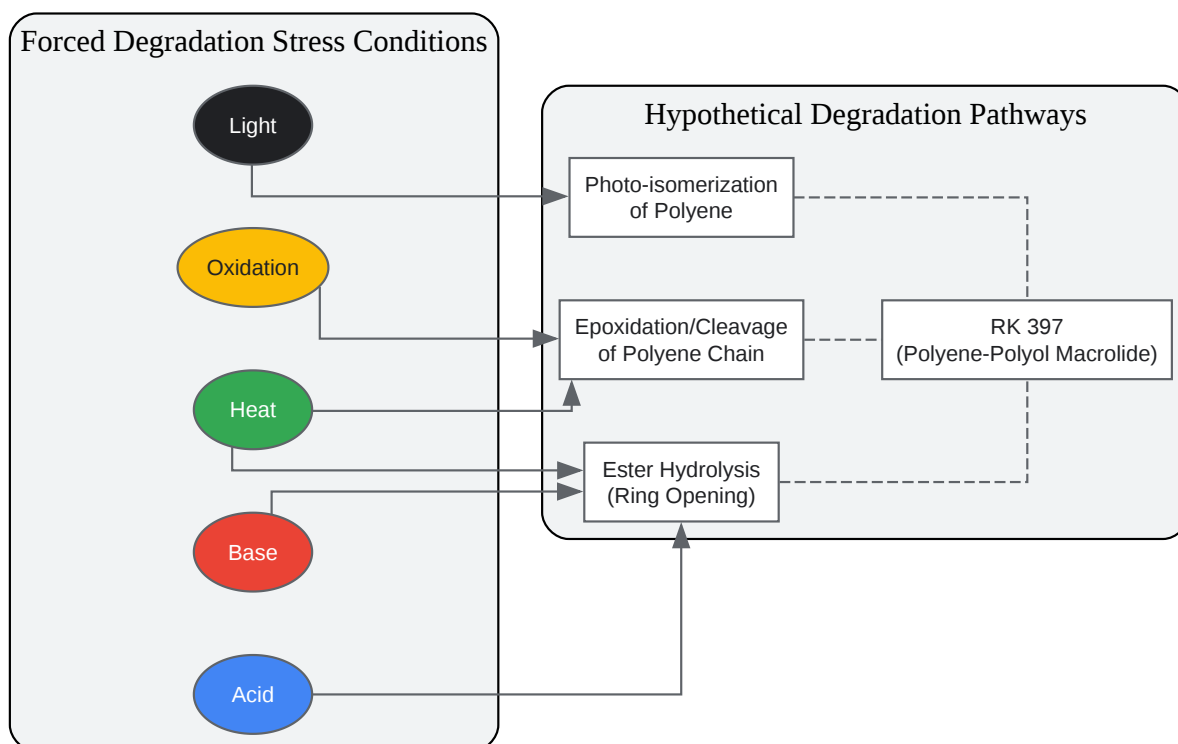 Forced Degradation Stress Conditions
Light
Oxidation
Heat
Base
Acid
Hypothetical Degradation Pathways
Photo-isomerization
of Polyene
Epoxidation/Cleavage
of Polyene Chain
RK 397
(Polyene-Polyol Macrolide)
Ester Hydrolysis
(Ring Opening)